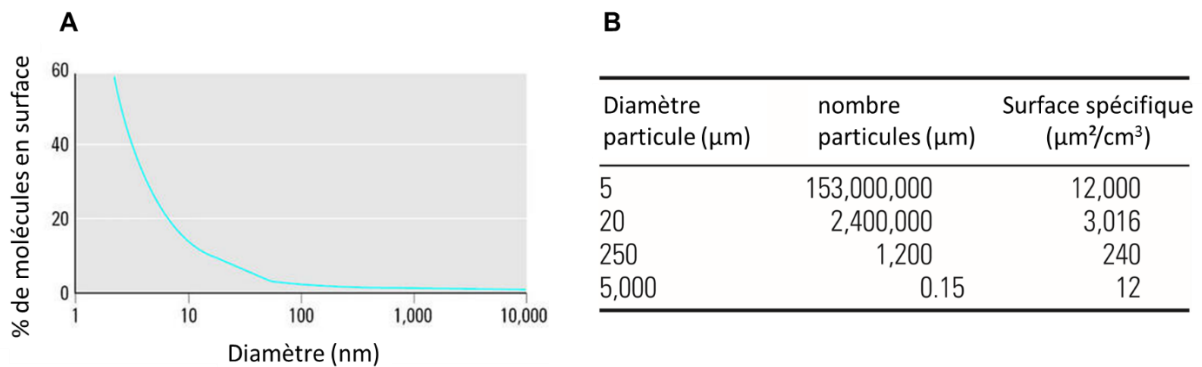 A
% de molécules en surface
60
40
20
0
1 10 100 1,000 10,000
Diamètre (nm)
B
Diamètre nombre Surface spécifique
particule (µm) particules (µm) (µm²/cm³)
5 153,000,000 12,000
20 2,400,000 3,016
250 1,200 240
5,000 0.15 12